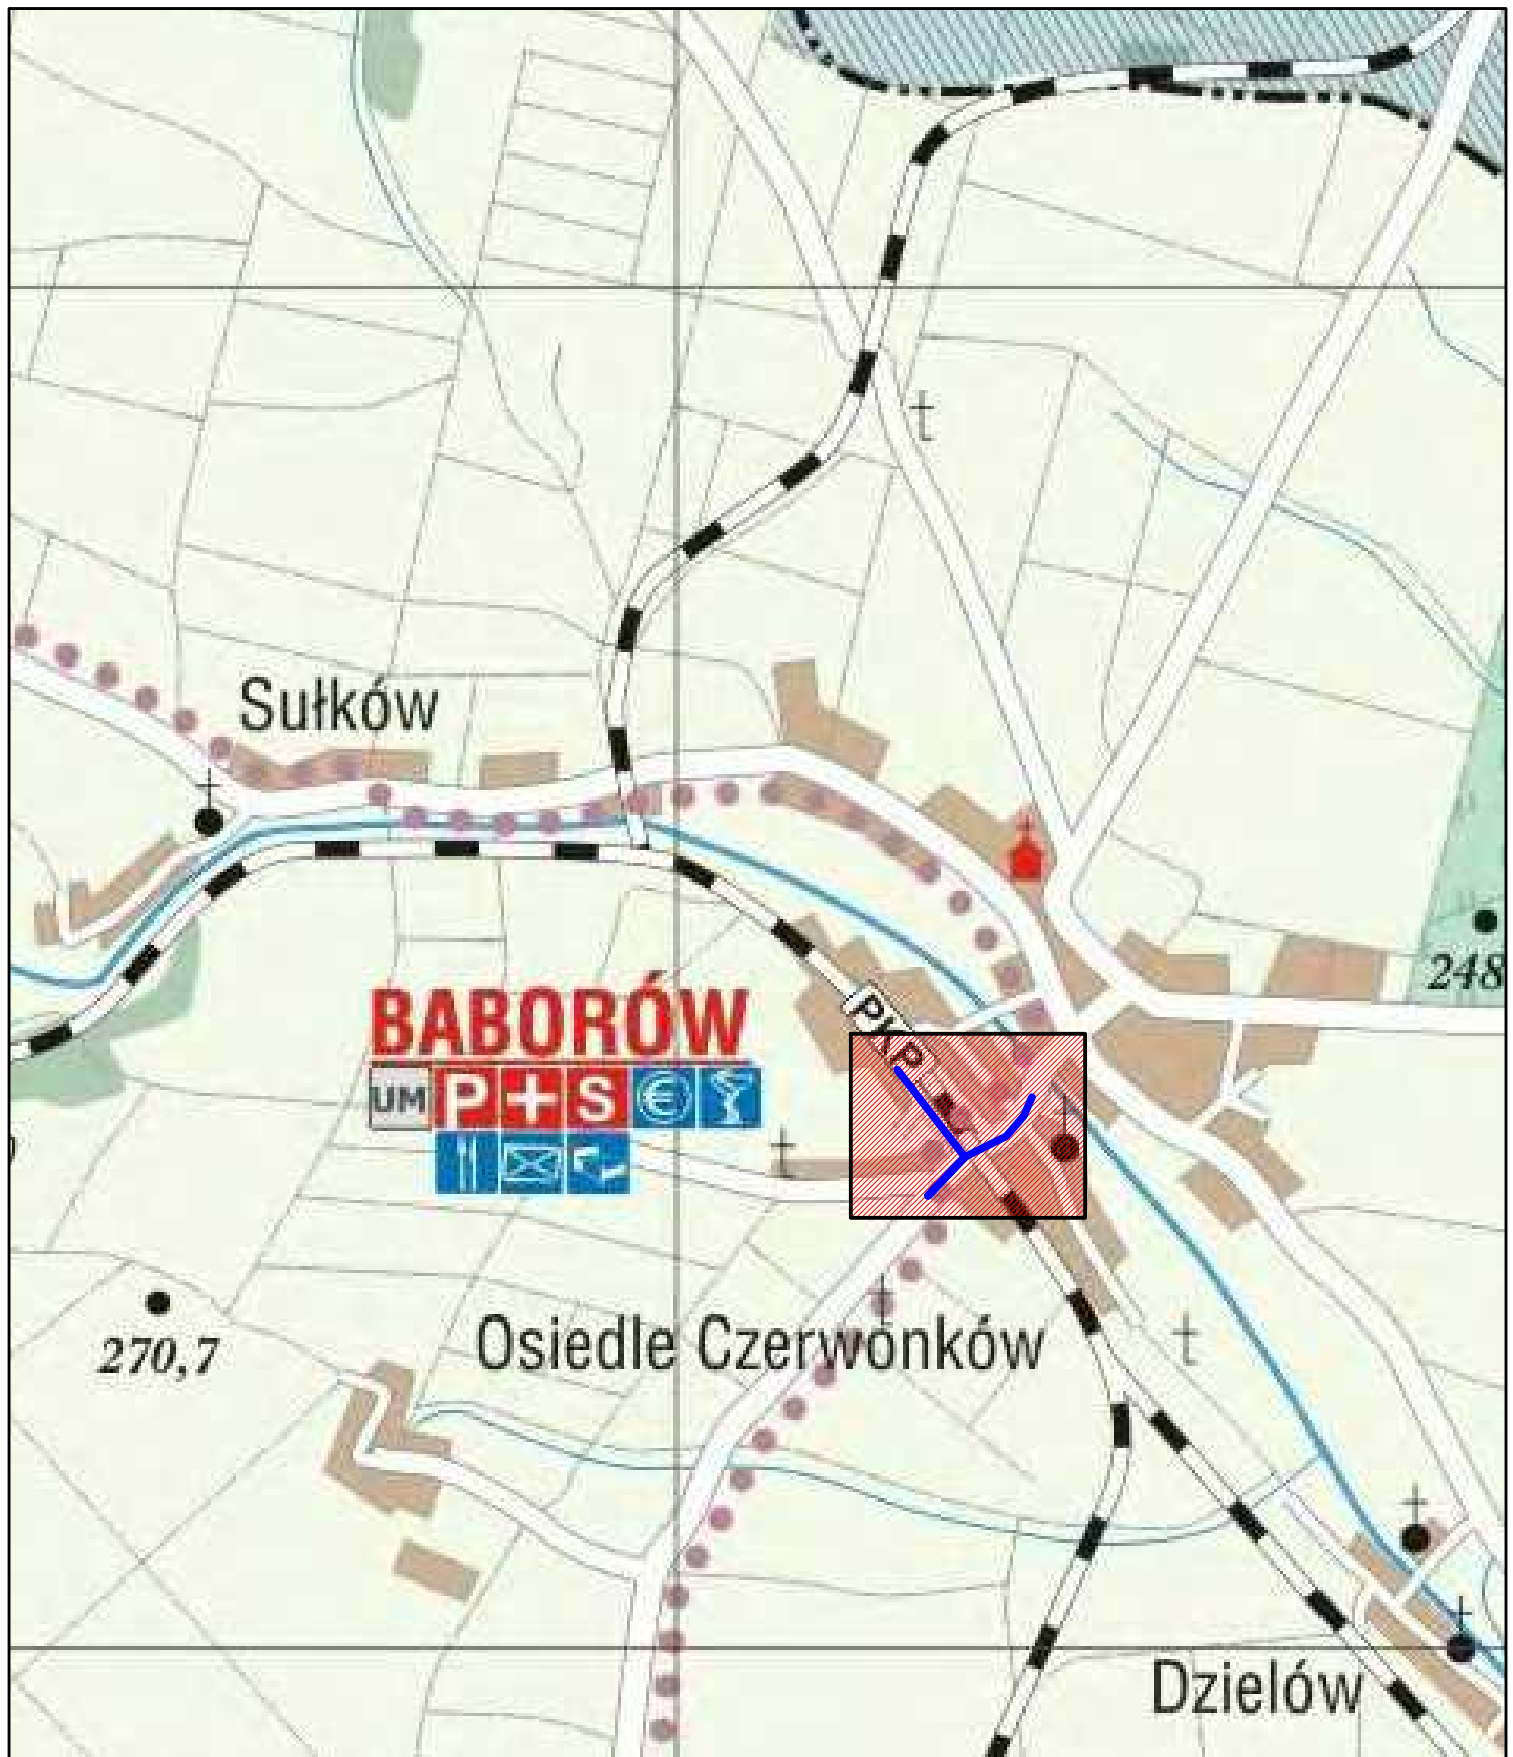 Sułków
BABORÓW
UM P + S €
PKP
248
270,7
Osiedle Czerwonków
Dzielów